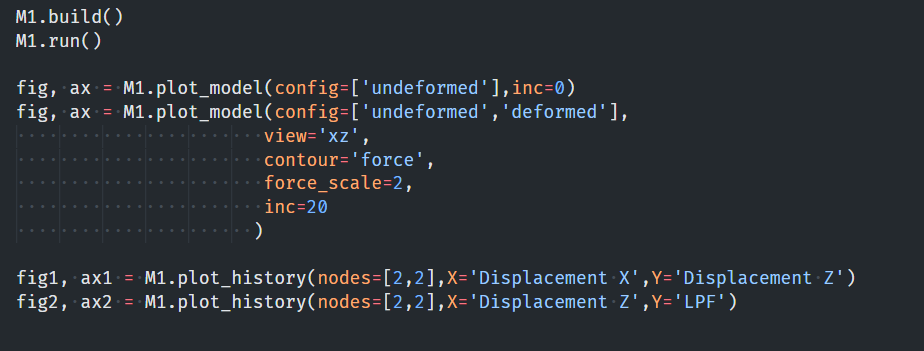 M1.build()
M1.run()
fig, ax = M1.plot_model(config=['undeformed'],inc=0)
fig, ax = M1.plot_model(config=['undeformed','deformed'],
view='xz',
contour='force',
force_scale=2,
inc=20
)
fig1, ax1 = M1.plot_history(nodes=[2,2],X='Displacement X',Y='Displacement Z')
fig2, ax2 = M1.plot_history(nodes=[2,2],X='Displacement Z',Y='LPF')